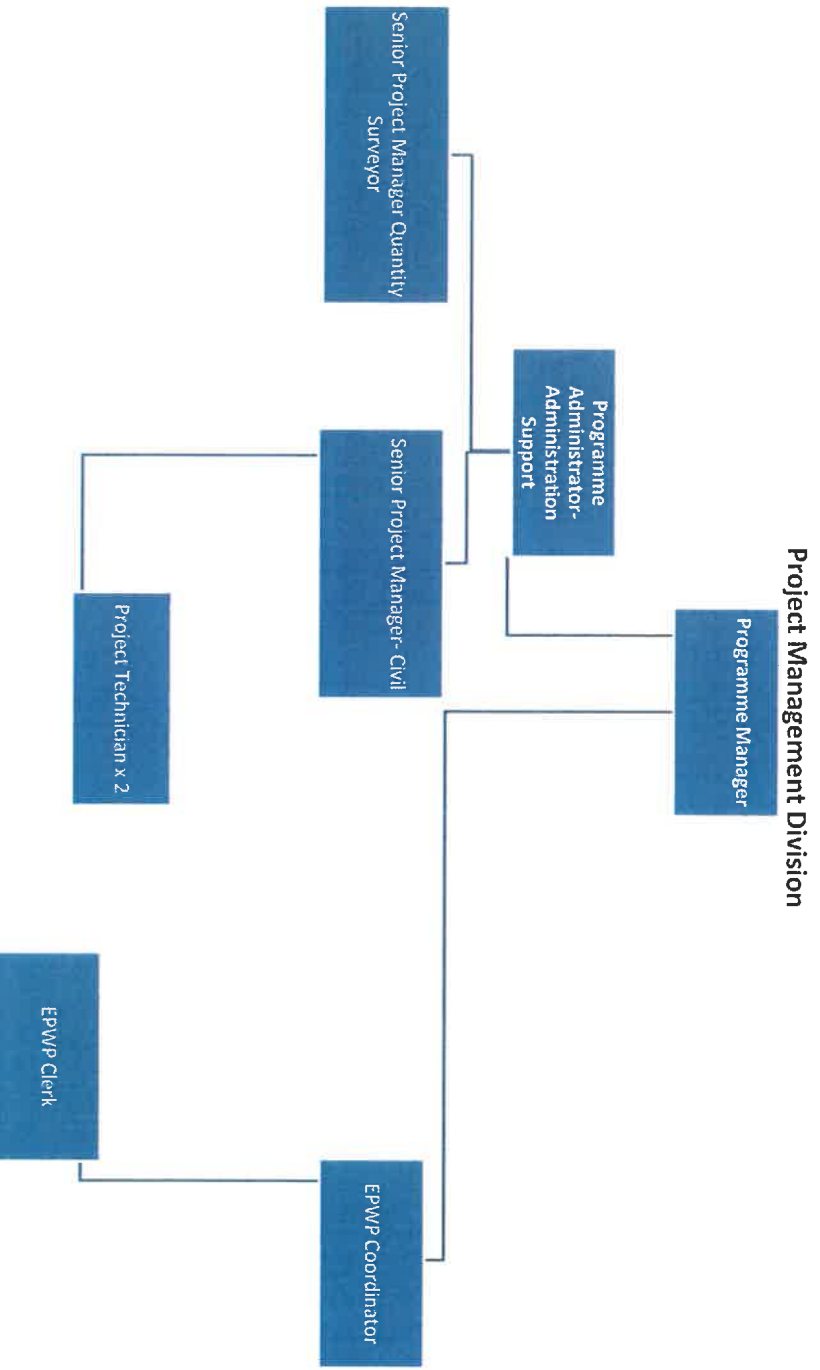 Project Management Division
Programme Manager
Programme
Administrator-
Administration
Support
Senior Project Manager Quantity
Surveyor
Senior Project Manager- Civil
EPWP Coordinator
Project Technician x 2
EPWP Clerk